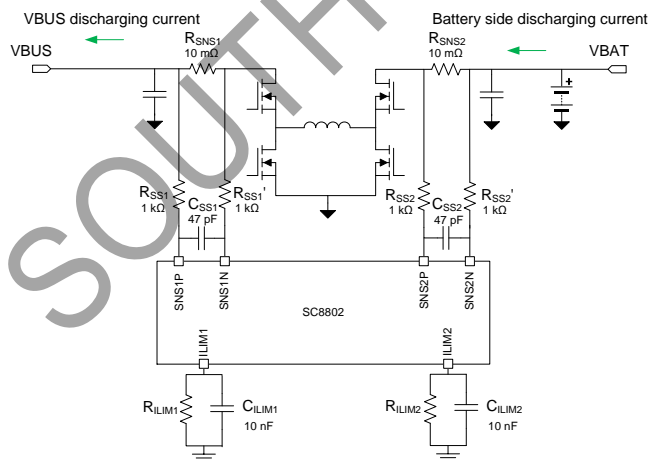 VBUS discharging current
Battery side discharging current
VBUS
RSNS1
10 mΩ
RSNS2
10 mΩ
VBAT
+
RSS1
1 kΩ
CSS1
47 pF
RSS1'
1 kΩ
RSS2
1 kΩ
CSS2
47 pF
RSS2'
1 kΩ
SNS1P
SNS1N
SNS2P
SNS2N
SC8802
ILIM1
ILIM2
RILIM1
CILIM1
10 nF
RILIM2
CILIM2
10 nF
SOUTH